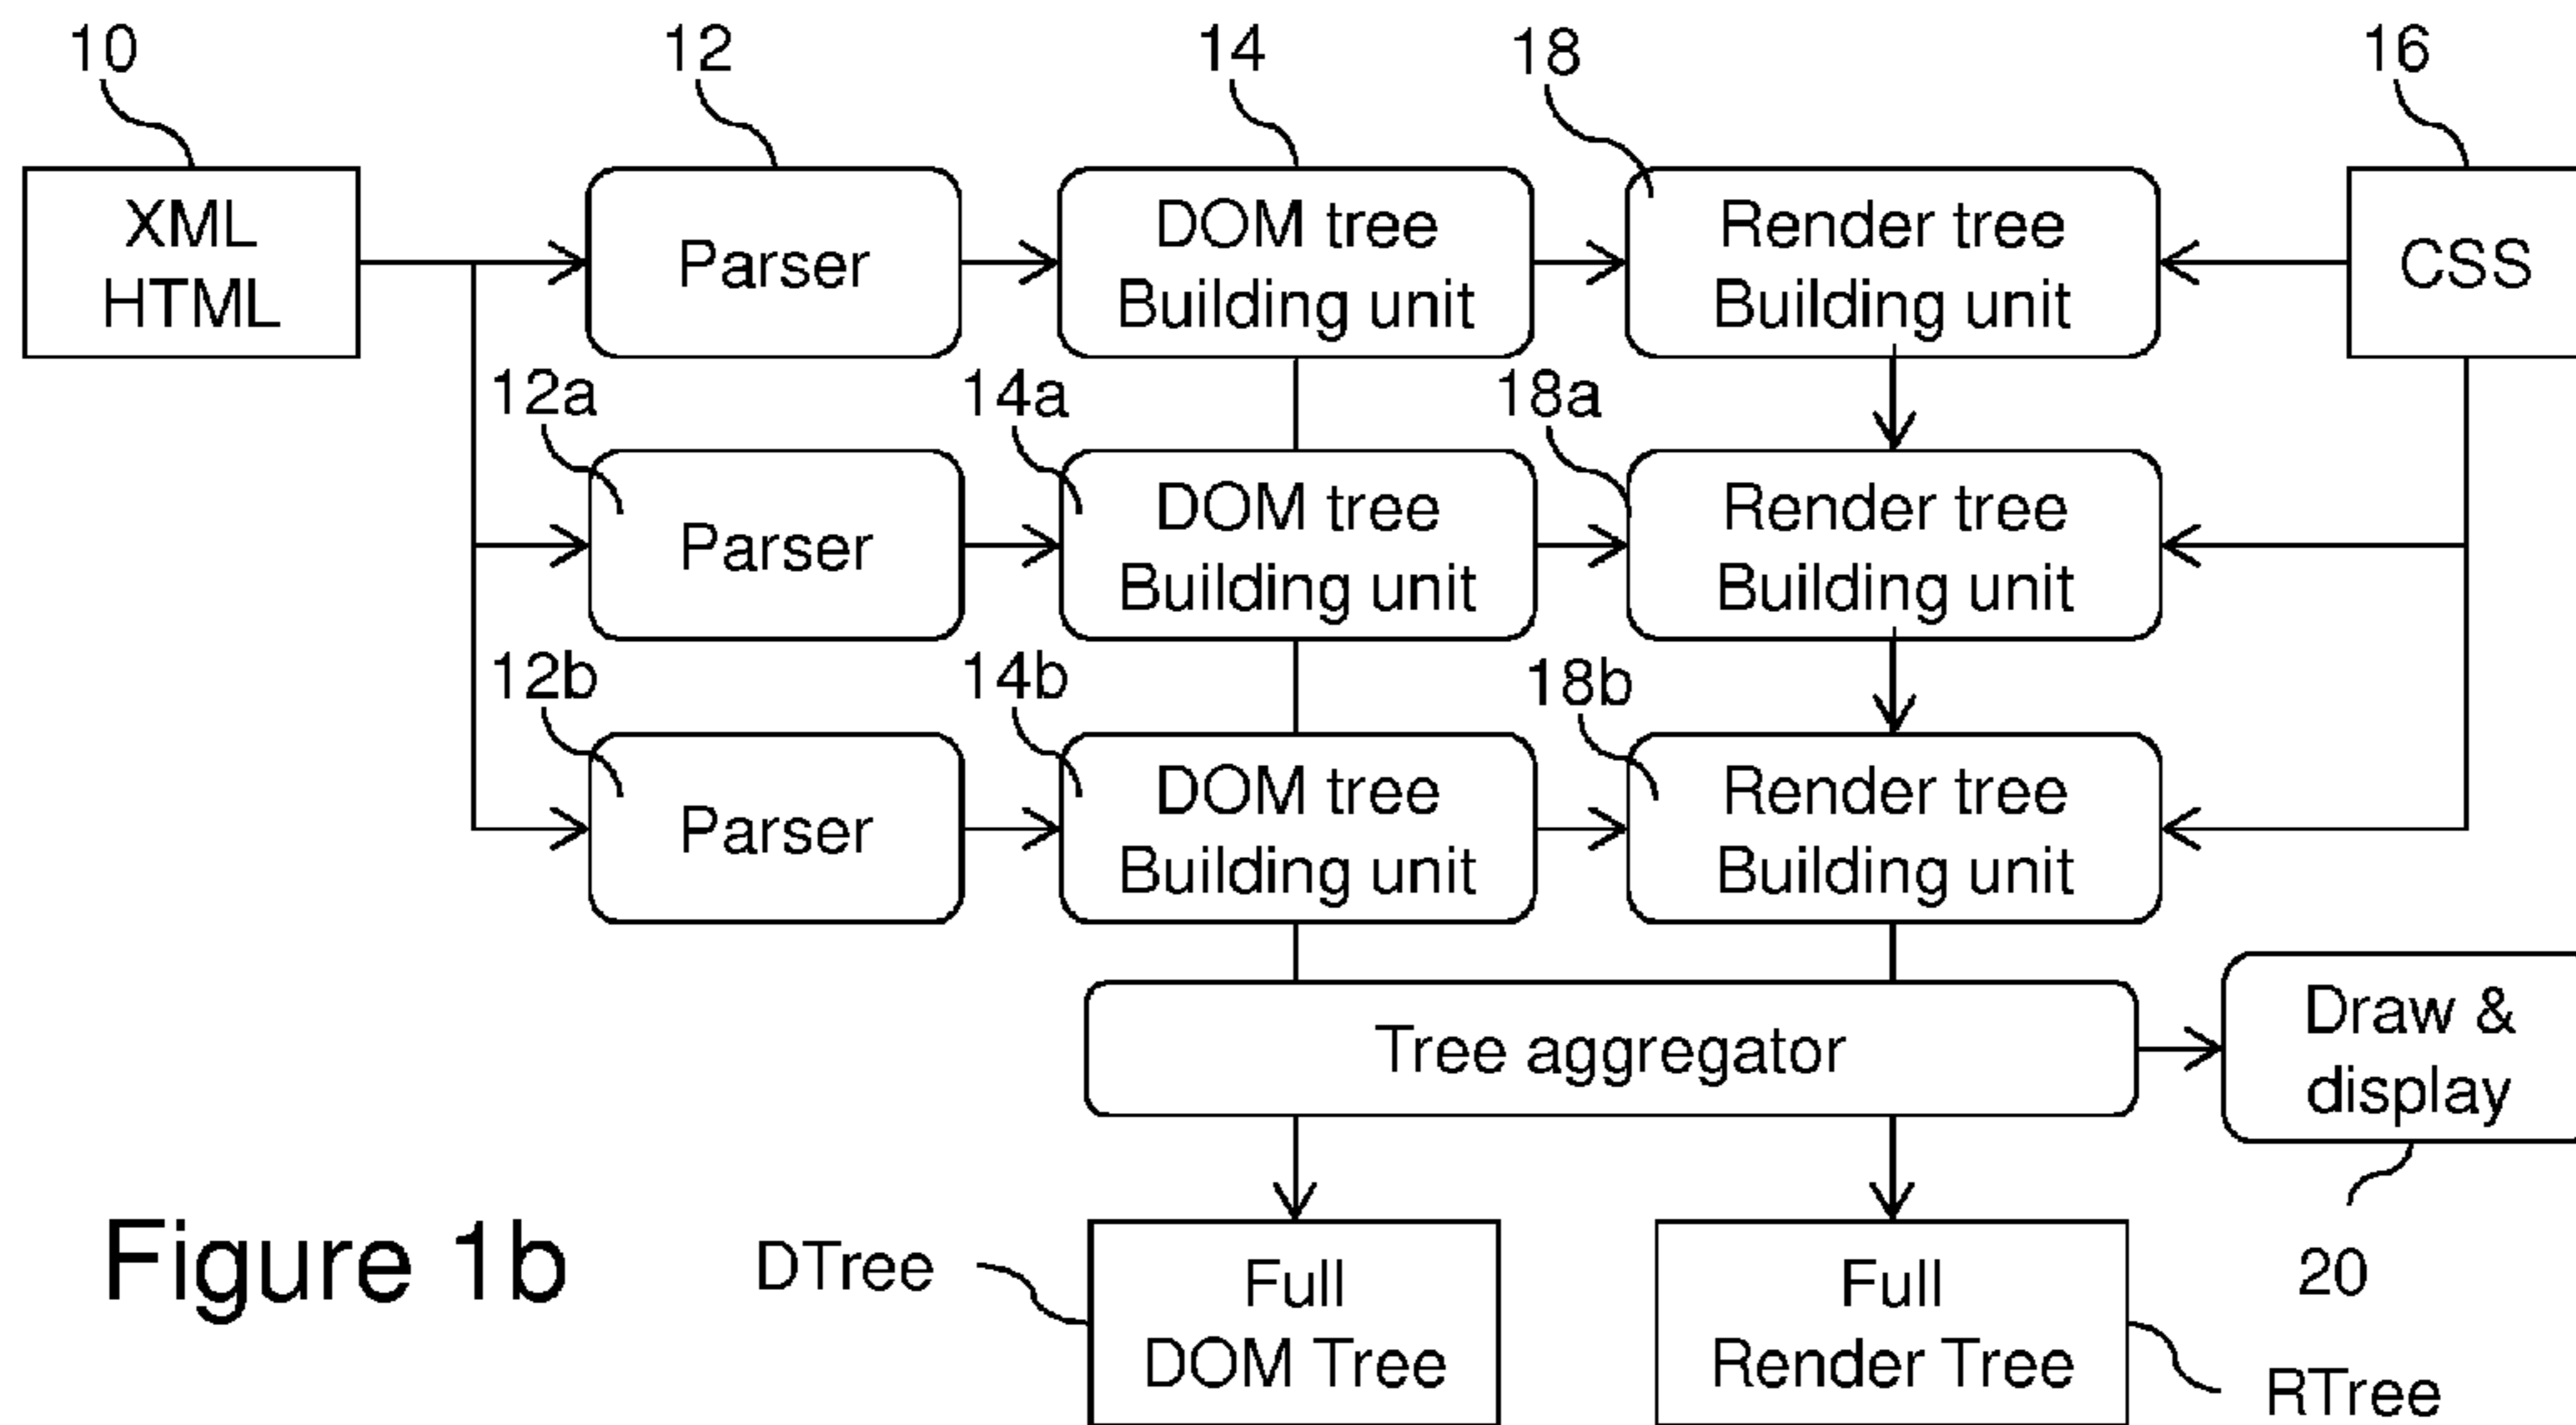 10
12
14
18
16
XML
HTML
Parser
DOM tree
Building unit
Render tree
Building unit
CSS
12a
14a
18a
Parser
DOM tree
Building unit
Render tree
Building unit
12b
14b
18b
Parser
DOM tree
Building unit
Render tree
Building unit
Tree aggregator
Draw &
display
20
Figure 1b
DTree
Full
DOM Tree
Full
Render Tree
RTree